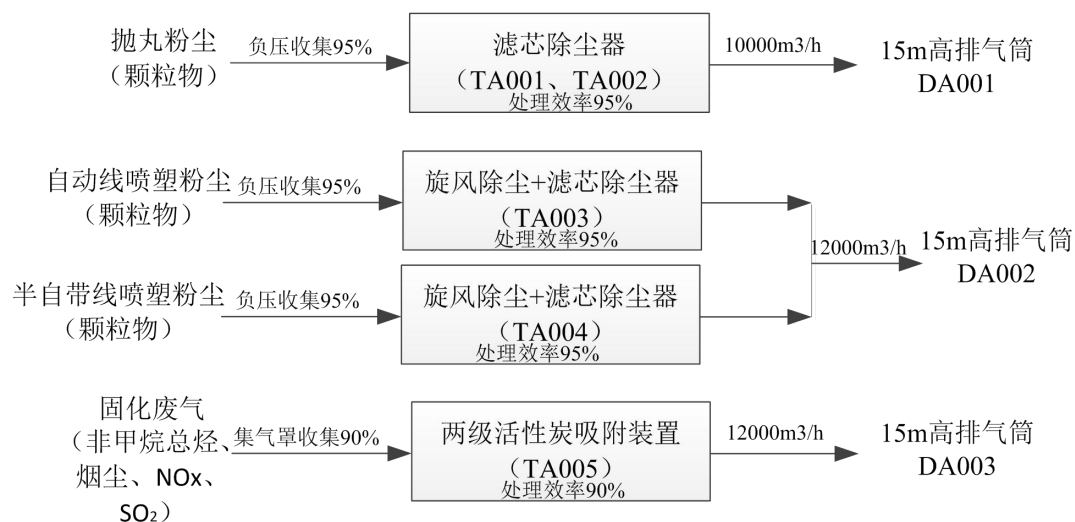 抛丸粉尘
（颗粒物）
负压收集95%
滤芯除尘器
（TA001、TA002）
处理效率95%
10000m3/h
15m高排气筒
DA001
自动线喷塑粉尘
（颗粒物）
负压收集95%
旋风除尘+滤芯除尘器
（TA003）
处理效率95%
半自带线喷塑粉尘
（颗粒物）
负压收集95%
旋风除尘+滤芯除尘器
（TA004）
处理效率95%
12000m3/h
15m高排气筒
DA002
固化废气
（非甲烷总烃、
烟尘、NOx、
SO₂）
集气罩收集90%
两级活性炭吸附装置
（TA005）
处理效率90%
12000m3/h
15m高排气筒
DA003